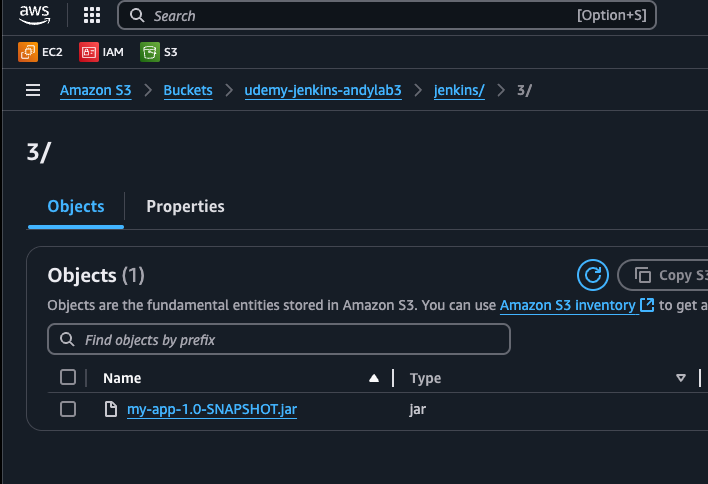 aws
Search [Option+S]
EC2 IAM S3
Amazon S3 Buckets udemy-jenkins-andylab3 jenkins/ 3/
3/
Objects Properties
Objects (1)
Copy S3
Objects are the fundamental entities stored in Amazon S3. You can use Amazon S3 inventory to get a
Find objects by prefix
Name Type
my-app-1.0-SNAPSHOT.jar jar